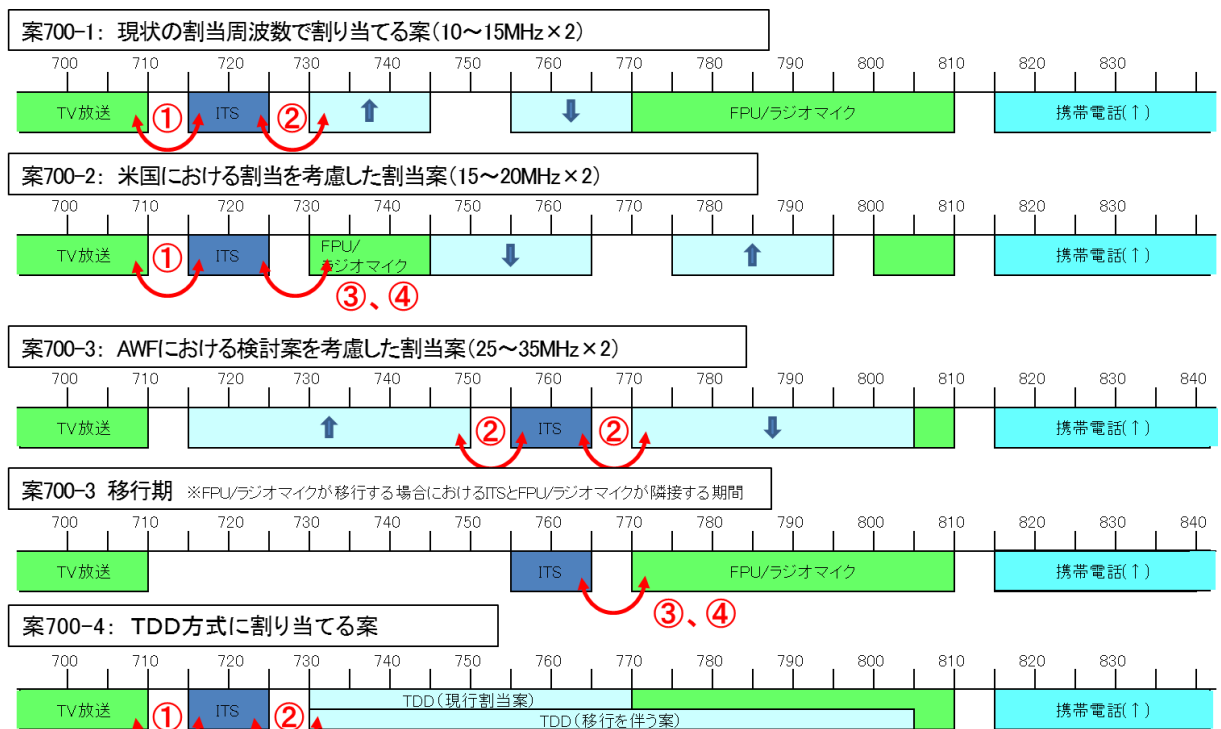 案700-1: 現状の割当周波数で割り当てる案(10～15MHz×2)
700 710 720 730 740 750 760 770 780 790 800 810 820 830
TV放送 ① ITS ② ⬆ ⬇ FPU/ラジオマイク 携帯電話(↑)
案700-2: 米国における割当を考慮した割当案(15～20MHz×2)
700 710 720 730 740 750 760 770 780 790 800 810 820 830
TV放送 ① ITS FPU/ ⬇ ⬆ 携帯電話(↑)
ラジオマイク
③、④
案700-3: AWFにおける検討案を考慮した割当案(25～35MHz×2)
700 710 720 730 740 750 760 770 780 790 800 810 820 830 840
TV放送 ⬆ ② ITS ② ⬇ 携帯電話(↑)
案700-3 移行期 ※FPU/ラジオマイクが移行する場合におけるITSとFPU/ラジオマイクが隣接する期間
700 710 720 730 740 750 760 770 780 790 800 810 820 830 840
TV放送 ITS FPU/ラジオマイク 携帯電話(↑)
③、④
案700-4: TDD方式に割り当てる案
700 710 720 730 740 750 760 770 780 790 800 810 820 830
TV放送 ① ITS ② TDD(現行割当案) 携帯電話(↑)
TDD(移行を伴う案)